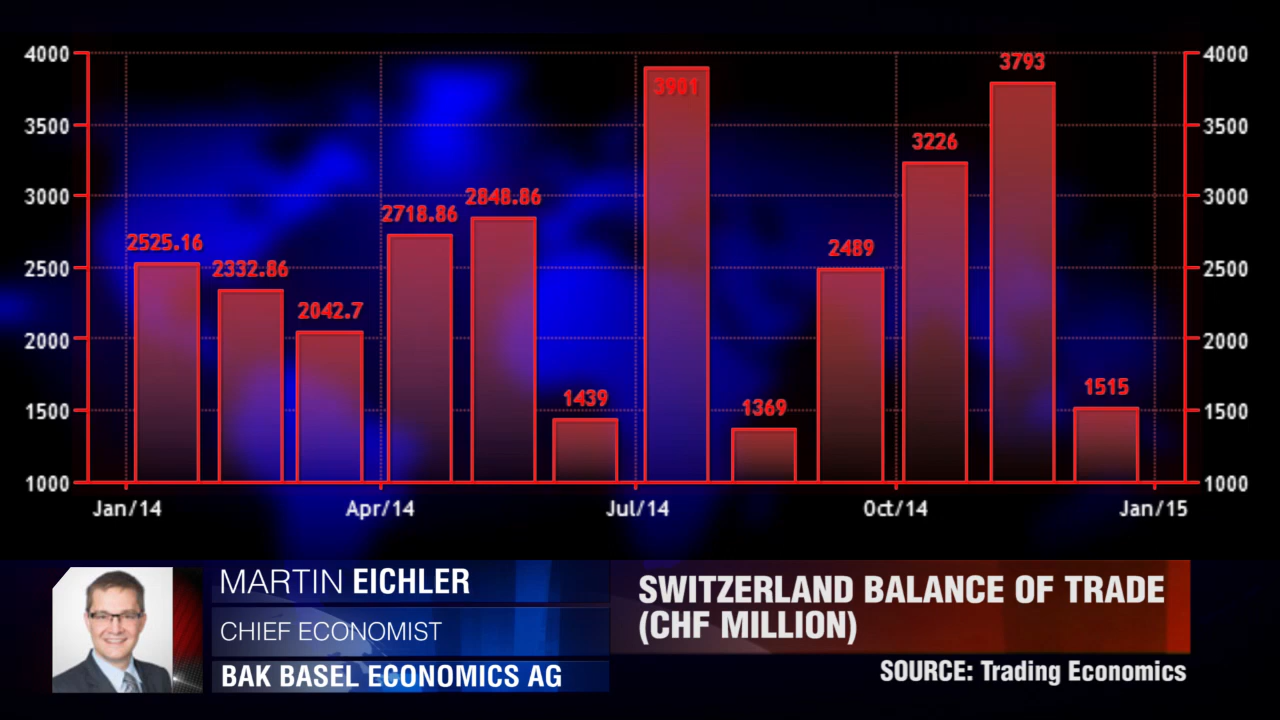 4000 4000
3793
3901
3500 3500
3226
3000 3000
2848.86
2718.86
2525.16 2489
2500 2500
2332.86
2042.7
2000 2000
1439 1369 1515
1500 1500
1000 1000
Jan/14 Apr/14 Jul/14 Oct/14 Jan/15
MARTIN EICHLER
CHIEF ECONOMIST
BAK BASEL ECONOMICS AG
SWITZERLAND BALANCE OF TRADE
(CHF MILLION)
SOURCE: Trading Economics